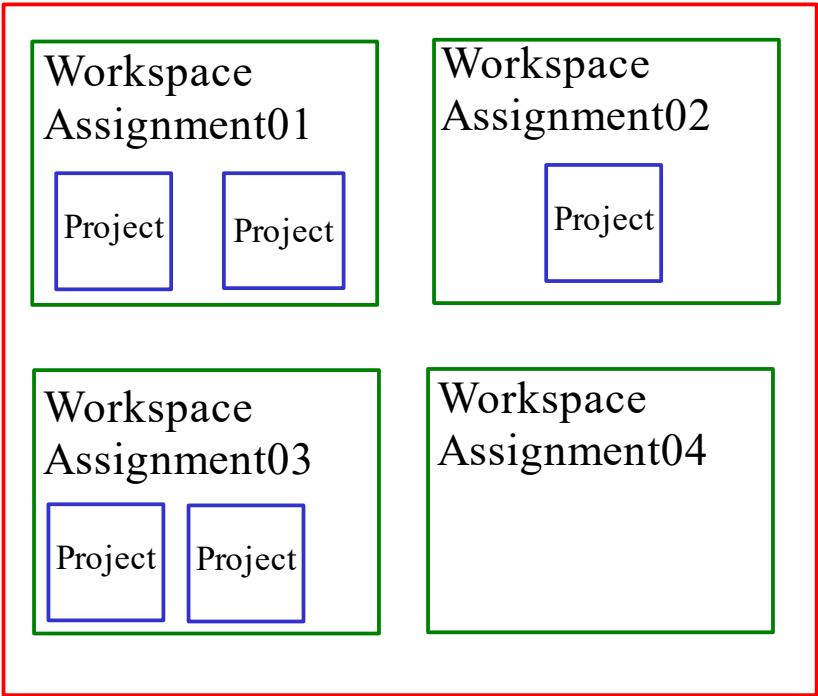 Workspace
Assignment01
Project
Project
Workspace
Assignment02
Project
Workspace
Assignment03
Project
Project
Workspace
Assignment04